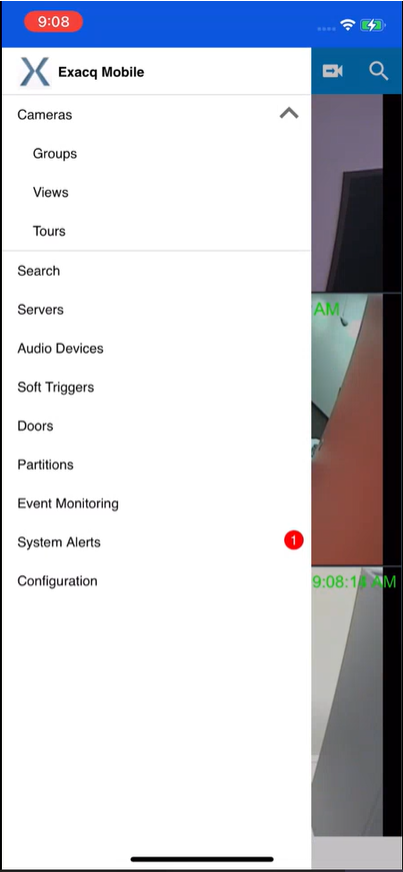 9:08
Exacq Mobile
Cameras
Groups
Views
Tours
Search
Servers
AM
Audio Devices
Soft Triggers
Doors
Partitions
Event Monitoring
System Alerts 1
Configuration
9:08:14 AM